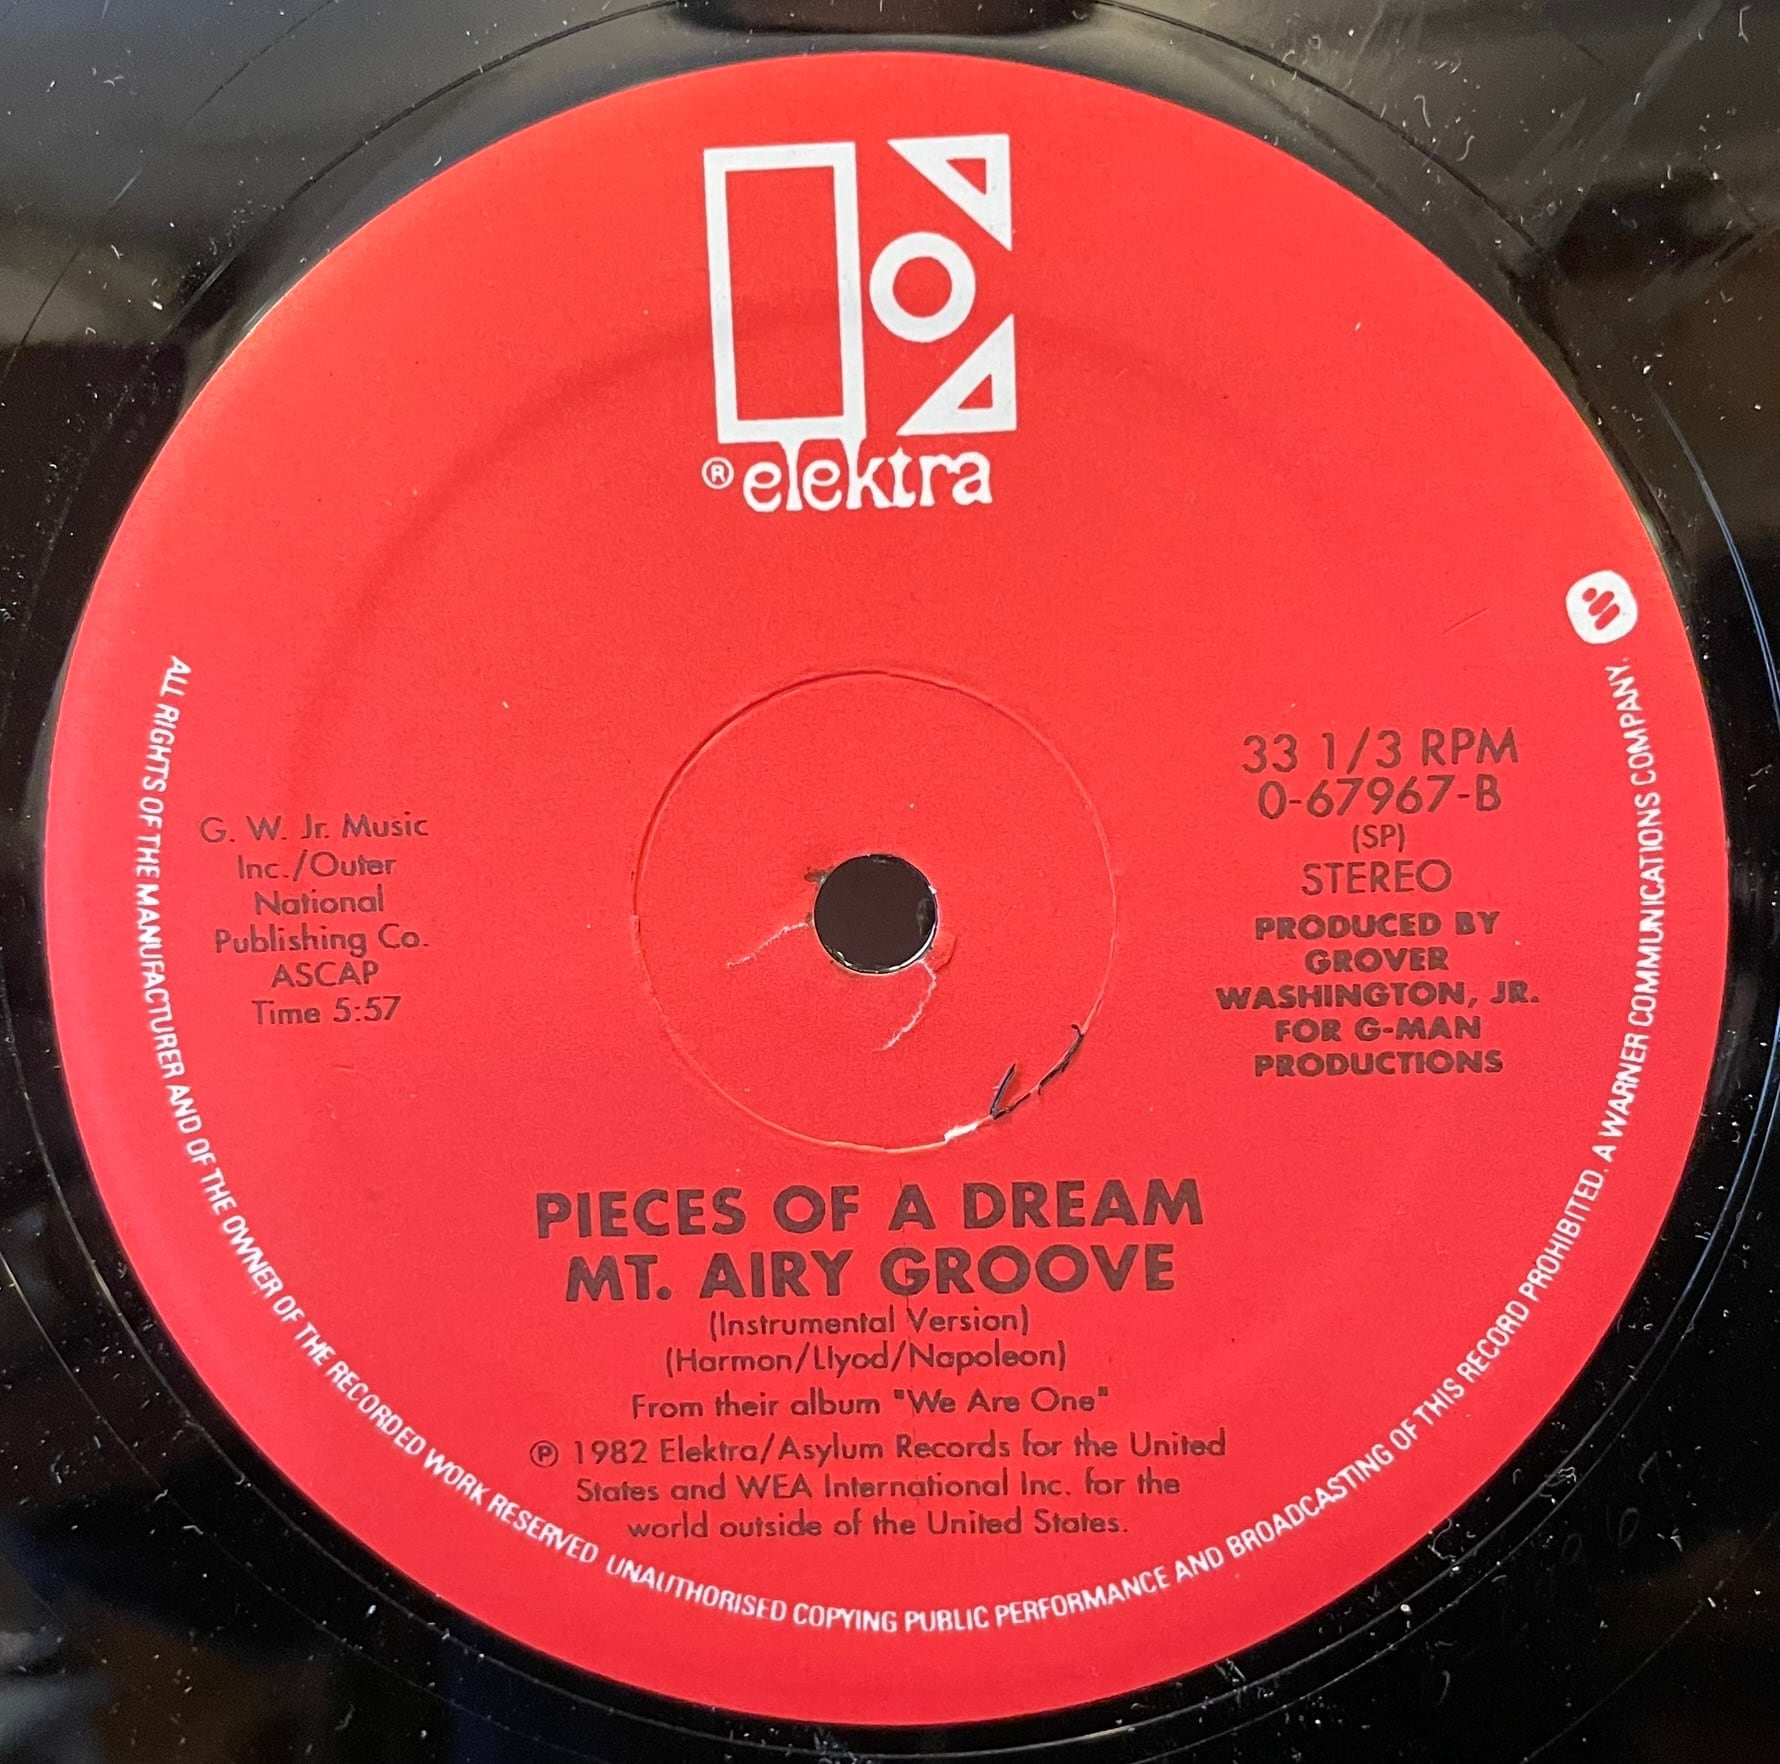 ® elektra
G. W. Jr. Music
Inc./Outer
National
Publishing Co.
ASCAP
Time 5:57
33 1/3 RPM
0-67967-B
(SP)
STEREO
PRODUCED BY
GROVER
WASHINGTON, JR.
FOR G-MAN
PRODUCTIONS
PIECES OF A DREAM
MT. AIRY GROOVE
(Instrumental Version)
(Harmon/Llyod/Napoleon)
From their album "We Are One"
℗ 1982 Elektra/Asylum Records for the United
States and WEA International Inc. for the
world outside of the United States.
ALL RIGHTS OF THE MANUFACTURER AND OF THE OWNER OF THE RECORDED WORK RESERVED UNAUTHORISED COPYING PUBLIC PERFORMANCE AND BROADCASTING OF THIS RECORD PROHIBITED. A WARNER COMMUNICATIONS COMPANY.